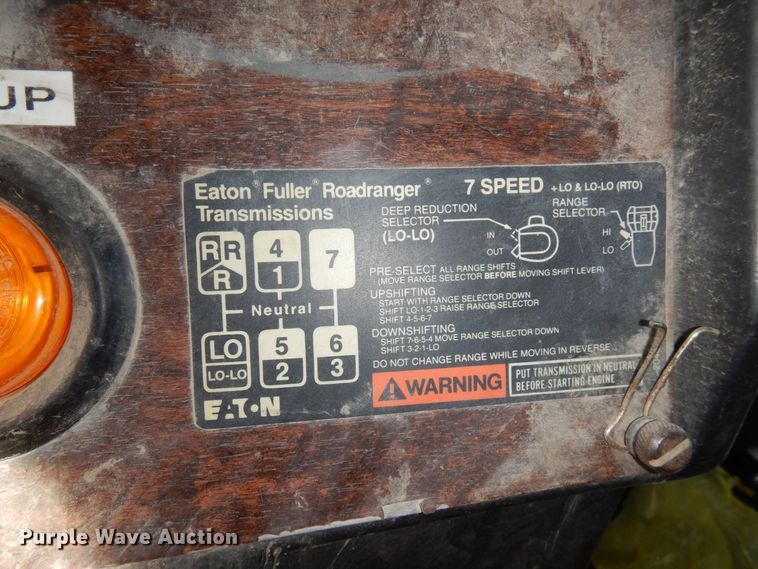 UP
Eaton® Fuller® Roadranger®
Transmissions
7 SPEED +LO & LO-LO (RTO)
DEEP REDUCTION
SELECTOR
(LO-LO)
IN
OUT
RANGE
SELECTOR
HI
LO
R R
R
4
1
7
Neutral
LO
LO-LO
5
2
6
3
PRE-SELECT ALL RANGE SHIFTS
(MOVE RANGE SELECTOR BEFORE MOVING SHIFT LEVER)
UPSHIFTING
START WITH RANGE SELECTOR DOWN
SHIFT LO-1-2-3 RAISE RANGE SELECTOR
SHIFT 4-5-6-7
DOWNSHIFTING
SHIFT 7-6-5-4 MOVE RANGE SELECTOR DOWN
SHIFT 3-2-1-LO
DO NOT CHANGE RANGE WHILE MOVING IN REVERSE
WARNING
PUT TRANSMISSION IN NEUTRAL
BEFORE STARTING ENGINE
EATON
Purple Wave Auction